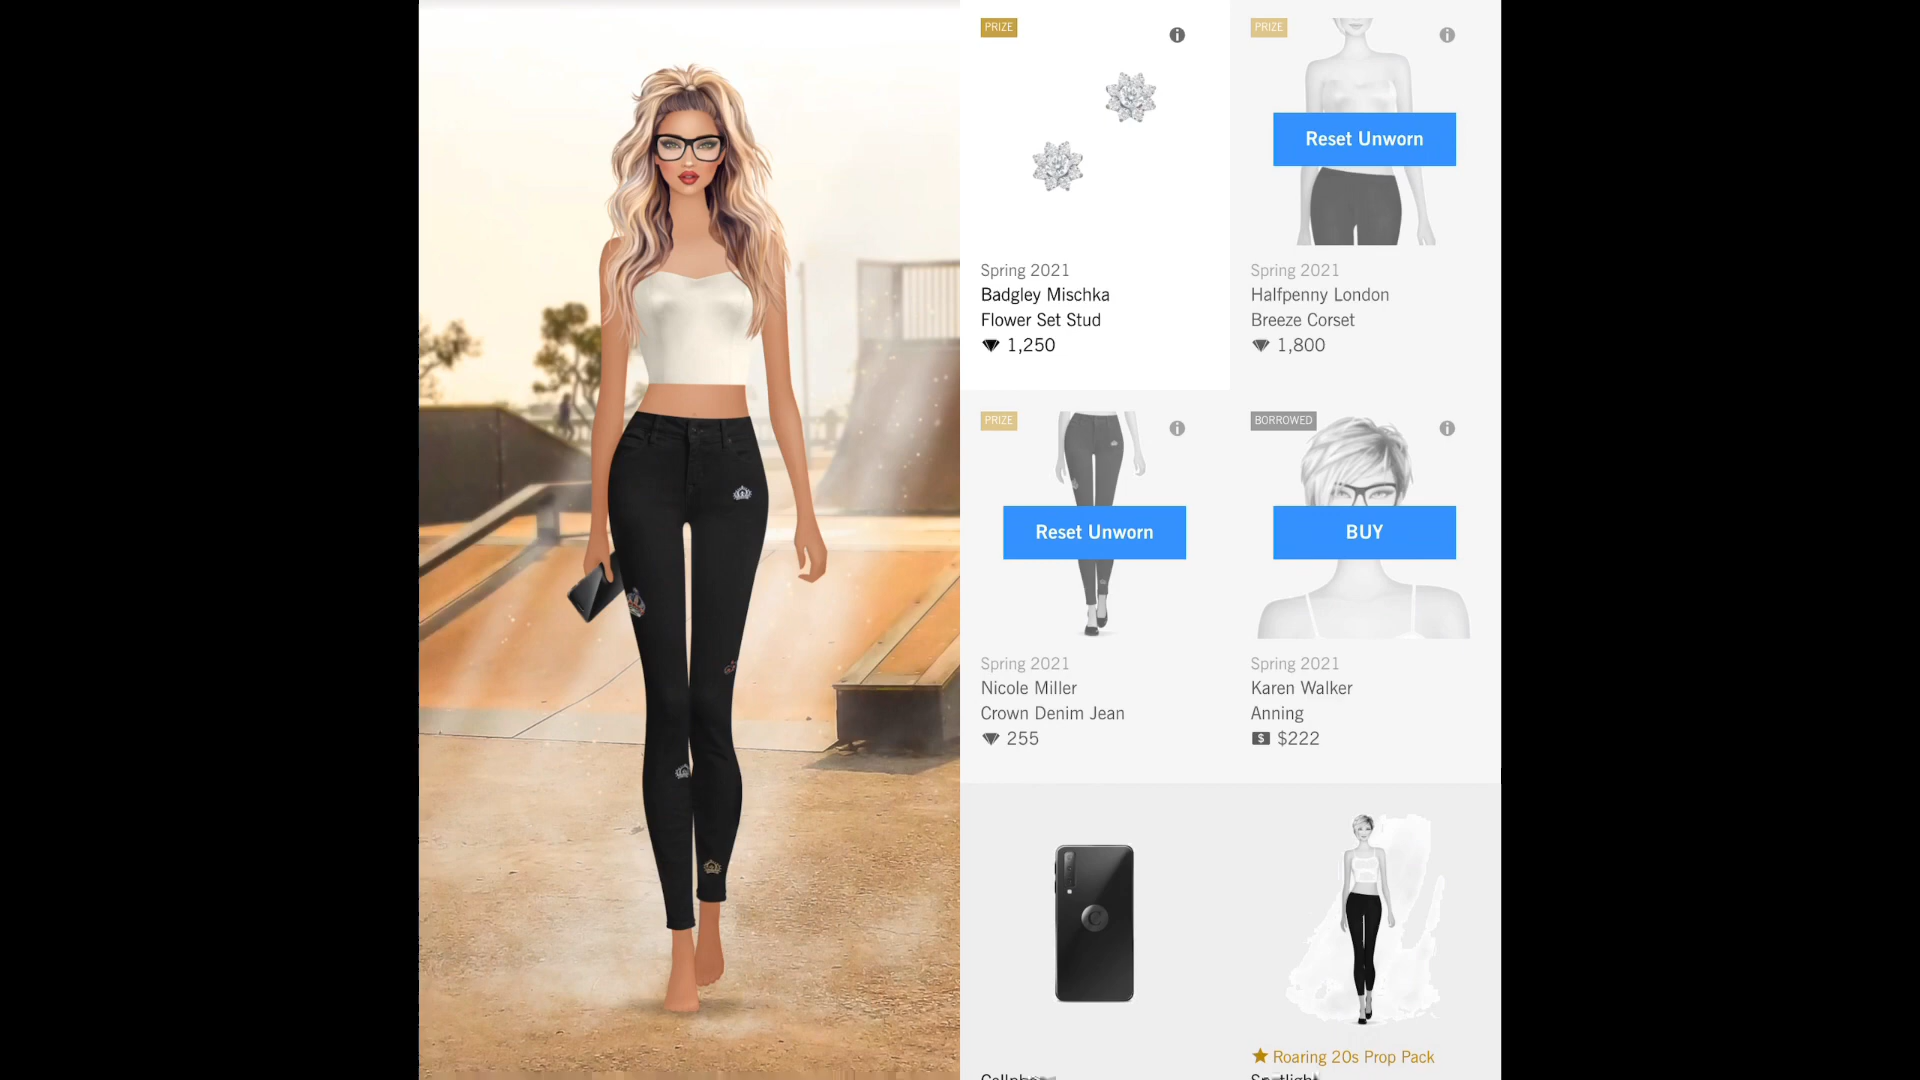 PRIZE
Spring 2021
Badgley Mischka
Flower Set Stud
1,250
PRIZE
Reset Unworn
Spring 2021
Halfpenny London
Breeze Corset
1,800
PRIZE
Reset Unworn
Spring 2021
Nicole Miller
Crown Denim Jean
255
BORROWED
BUY
Spring 2021
Karen Walker
Anning
$ $222
C
Roaring 20s Prop Pack